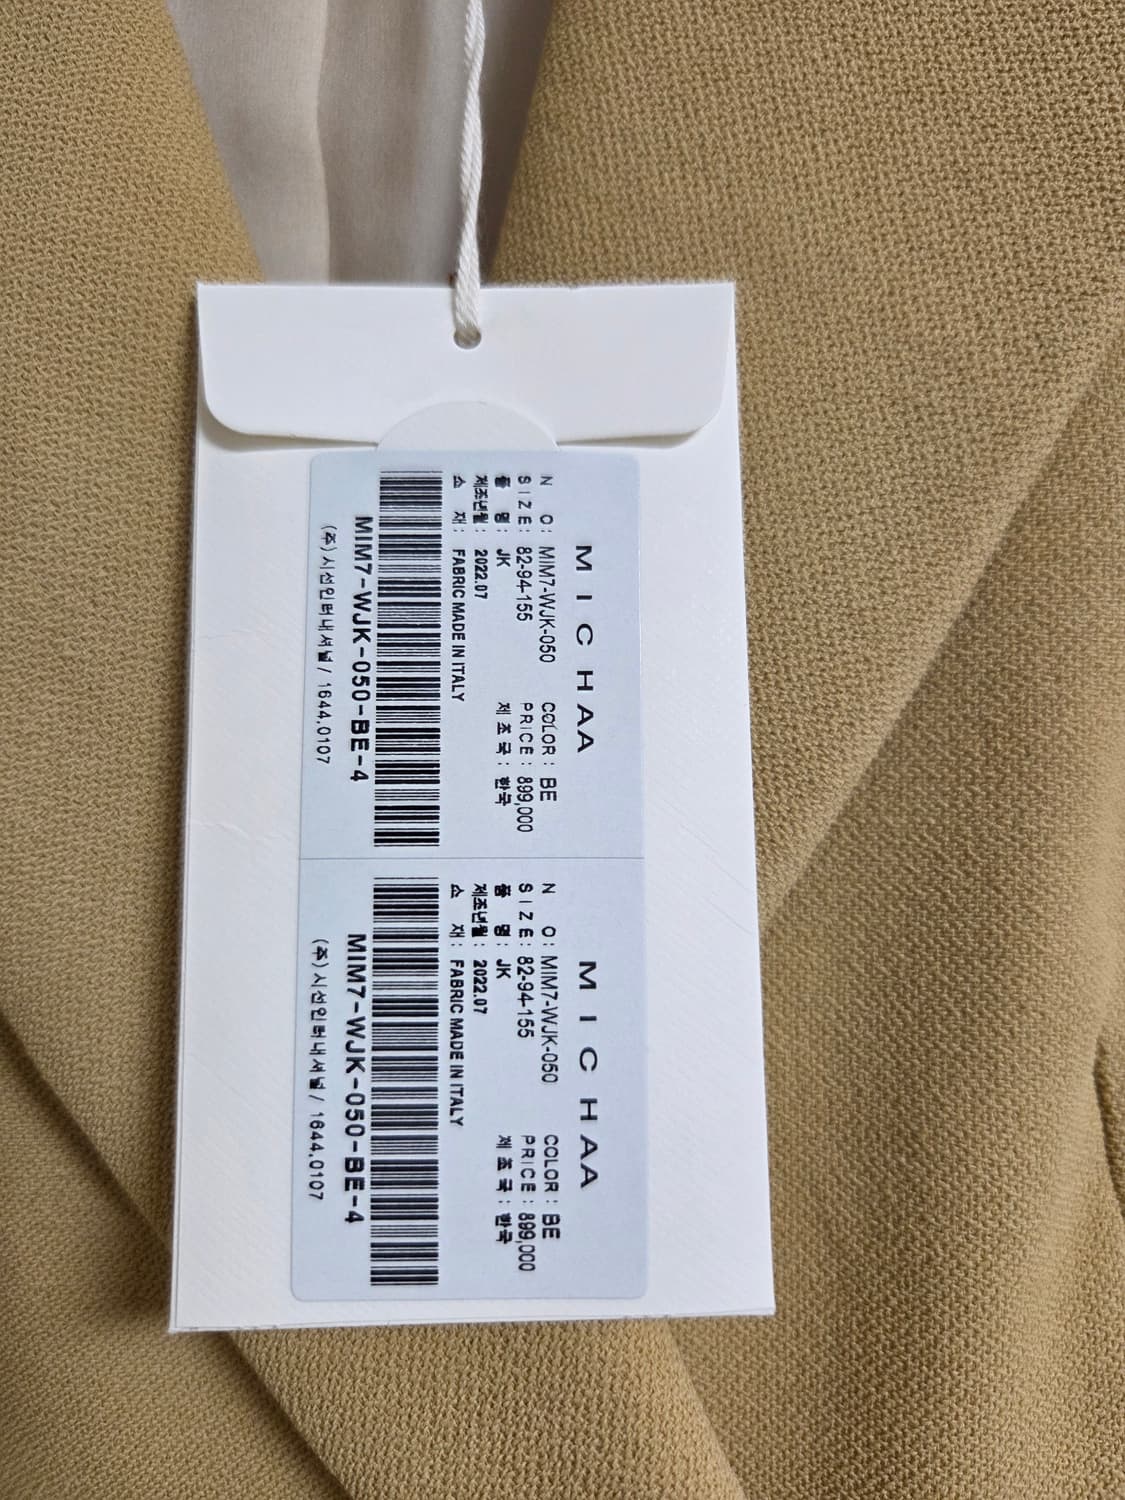 MICHAA
N O: MIM7-WJK-050 COLOR : BE
SIZE: 82-94-155 PRICE : 899,000
품 명: JK 제 조 국 : 한국
제조년월 : 2022.07
소 재: FABRIC MADE IN ITALY
MIM7-WJK-050-BE-4
(주)시선인터내셔널/ 1644.0107
MICHAA
N O: MIM7-WJK-050 COLOR : BE
SIZE: 82-94-155 PRICE : 899,000
품 명: JK 제 조 국 : 한국
제조년월 : 2022.07
소 재: FABRIC MADE IN ITALY
MIM7-WJK-050-BE-4
(주)시선인터내셔널/ 1644.0107